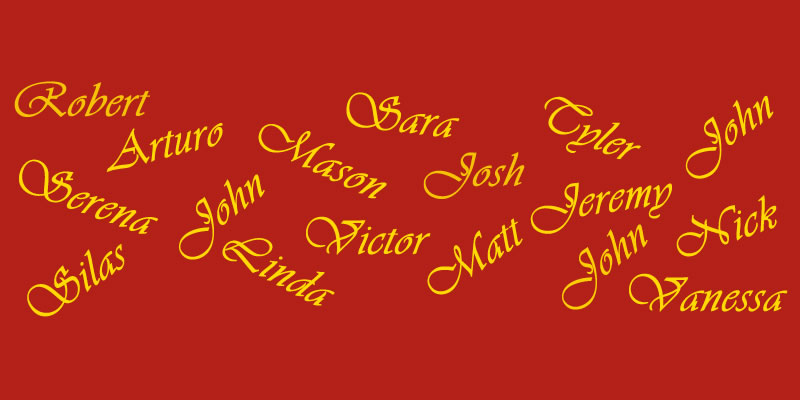 Robert
Arturo
Sara
Tyler
John
Mason
Josh
Serena
John
Jeremy
Nick
Victor
Matt
John
Silas
Linda
Vanessa